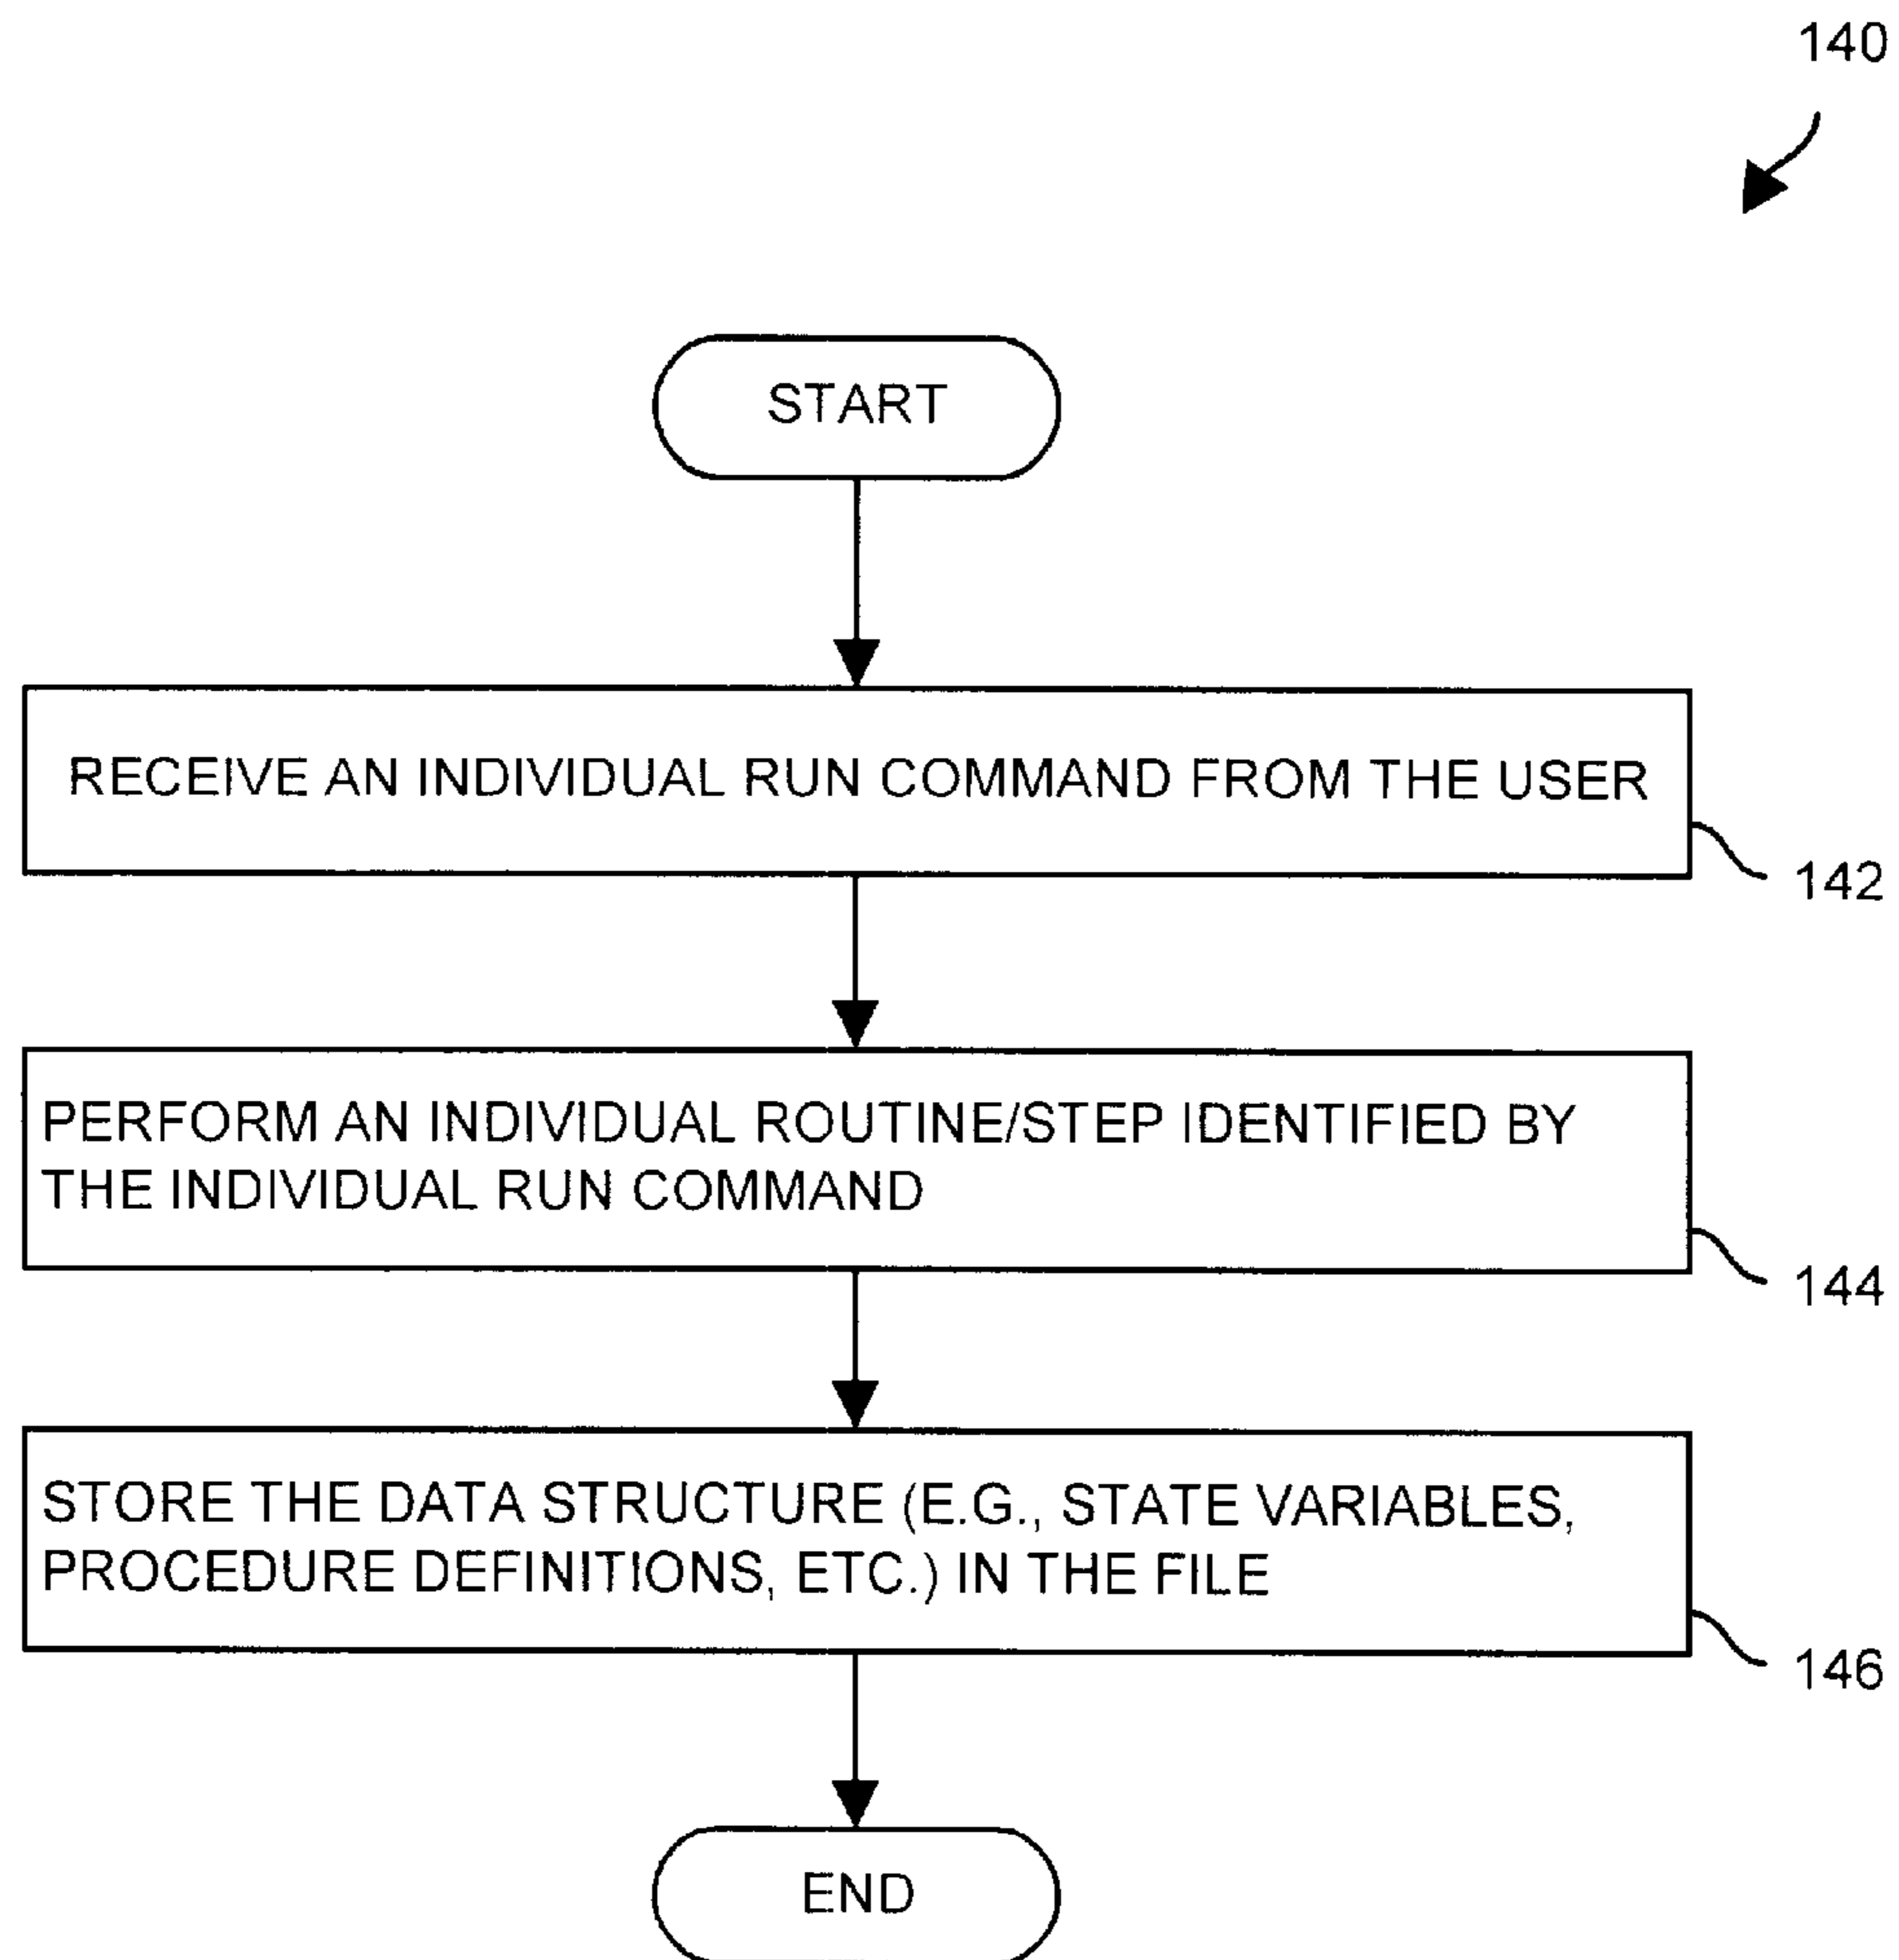 140
START
RECEIVE AN INDIVIDUAL RUN COMMAND FROM THE USER
142
PERFORM AN INDIVIDUAL ROUTINE/STEP IDENTIFIED BY
THE INDIVIDUAL RUN COMMAND
144
STORE THE DATA STRUCTURE (E.G., STATE VARIABLES,
PROCEDURE DEFINITIONS, ETC.) IN THE FILE
146
END